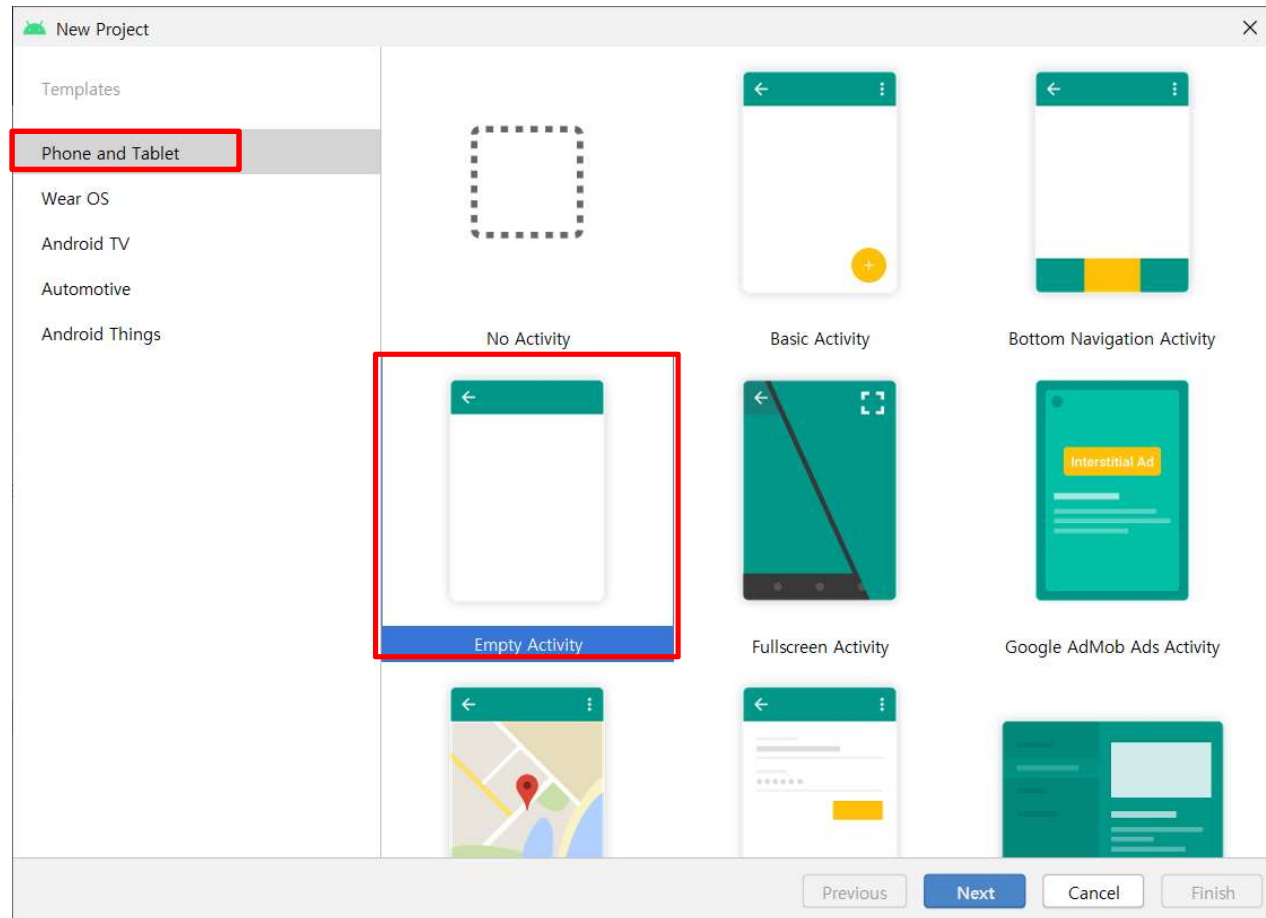 New Project
Templates
Phone and Tablet
Wear OS
Android TV
Automotive
Android Things
No Activity
Basic Activity
Bottom Navigation Activity
Interstitial Ad
Empty Activity
Fullscreen Activity
Google AdMob Ads Activity
Previous
Next
Cancel
Finish